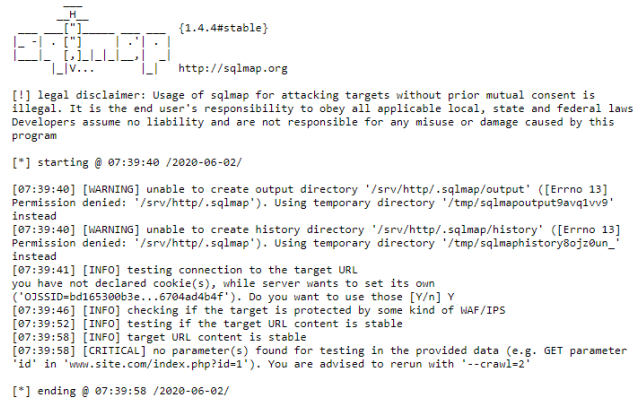 ___
       __H__
 ___ ___["]_____ ___ ___  {1.4.4#stable}
|_ -| . ["]     | .'| . |
|___|_  [,]_|_|_|__,|  _|
      |_|V...       |_|   http://sqlmap.org
[!] legal disclaimer: Usage of sqlmap for attacking targets without prior mutual consent is
illegal. It is the end user's responsibility to obey all applicable local, state and federal laws
Developers assume no liability and are not responsible for any misuse or damage caused by this
program
[*] starting @ 07:39:40 /2020-06-02/
[07:39:40] [WARNING] unable to create output directory '/srv/http/.sqlmap/output' ([Errno 13]
Permission denied: '/srv/http/.sqlmap'). Using temporary directory '/tmp/sqlmapoutput9avq1vv9'
instead
[07:39:40] [WARNING] unable to create history directory '/srv/http/.sqlmap/history' ([Errno 13]
Permission denied: '/srv/http/.sqlmap'). Using temporary directory '/tmp/sqlmaphistory8ojz0un_'
instead
[07:39:41] [INFO] testing connection to the target URL
you have not declared cookie(s), while server wants to set its own
('OJSSID=bd165300b3e...6704ad4b4f'). Do you want to use those [Y/n] Y
[07:39:46] [INFO] checking if the target is protected by some kind of WAF/IPS
[07:39:52] [INFO] testing if the target URL content is stable
[07:39:58] [INFO] target URL content is stable
[07:39:58] [CRITICAL] no parameter(s) found for testing in the provided data (e.g. GET parameter
'id' in 'www.site.com/index.php?id=1'). You are advised to rerun with '--crawl=2'
[*] ending @ 07:39:58 /2020-06-02/